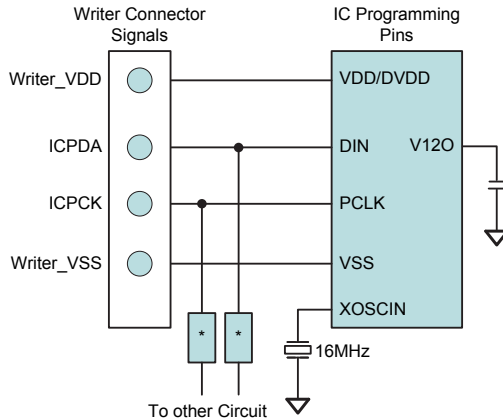 Writer Connector
Signals
IC Programming
Pins
Writer_VDD
VDD/DVDD
ICPDA
DIN
V12O
ICPCK
PCLK
Writer_VSS
VSS
XOSCIN
*
*
16MHz
To other Circuit